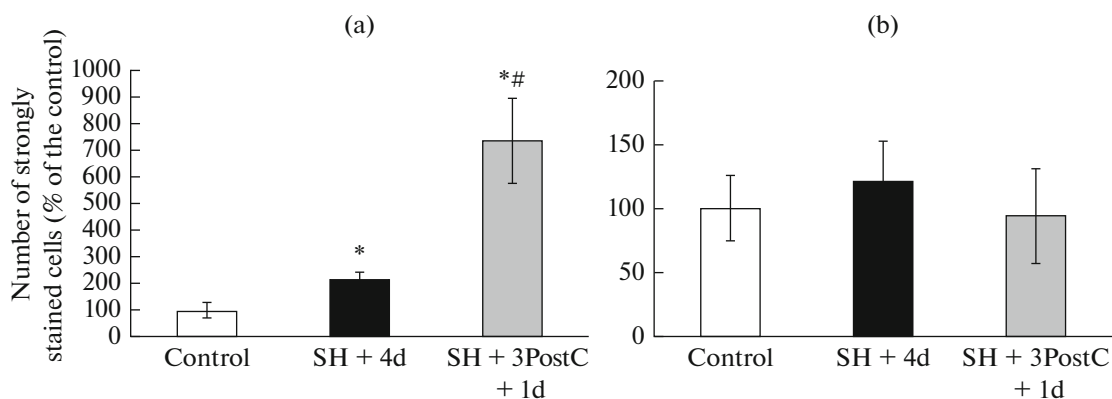 (a)
(b)
Number of strongly
stained cells (% of the control)
1000
900
800
700
600
500
400
300
200
100
0
*
*#
Control
SH + 4d
SH + 3PostC
+ 1d
200
150
100
50
0
Control
SH + 4d
SH + 3PostC
+ 1d